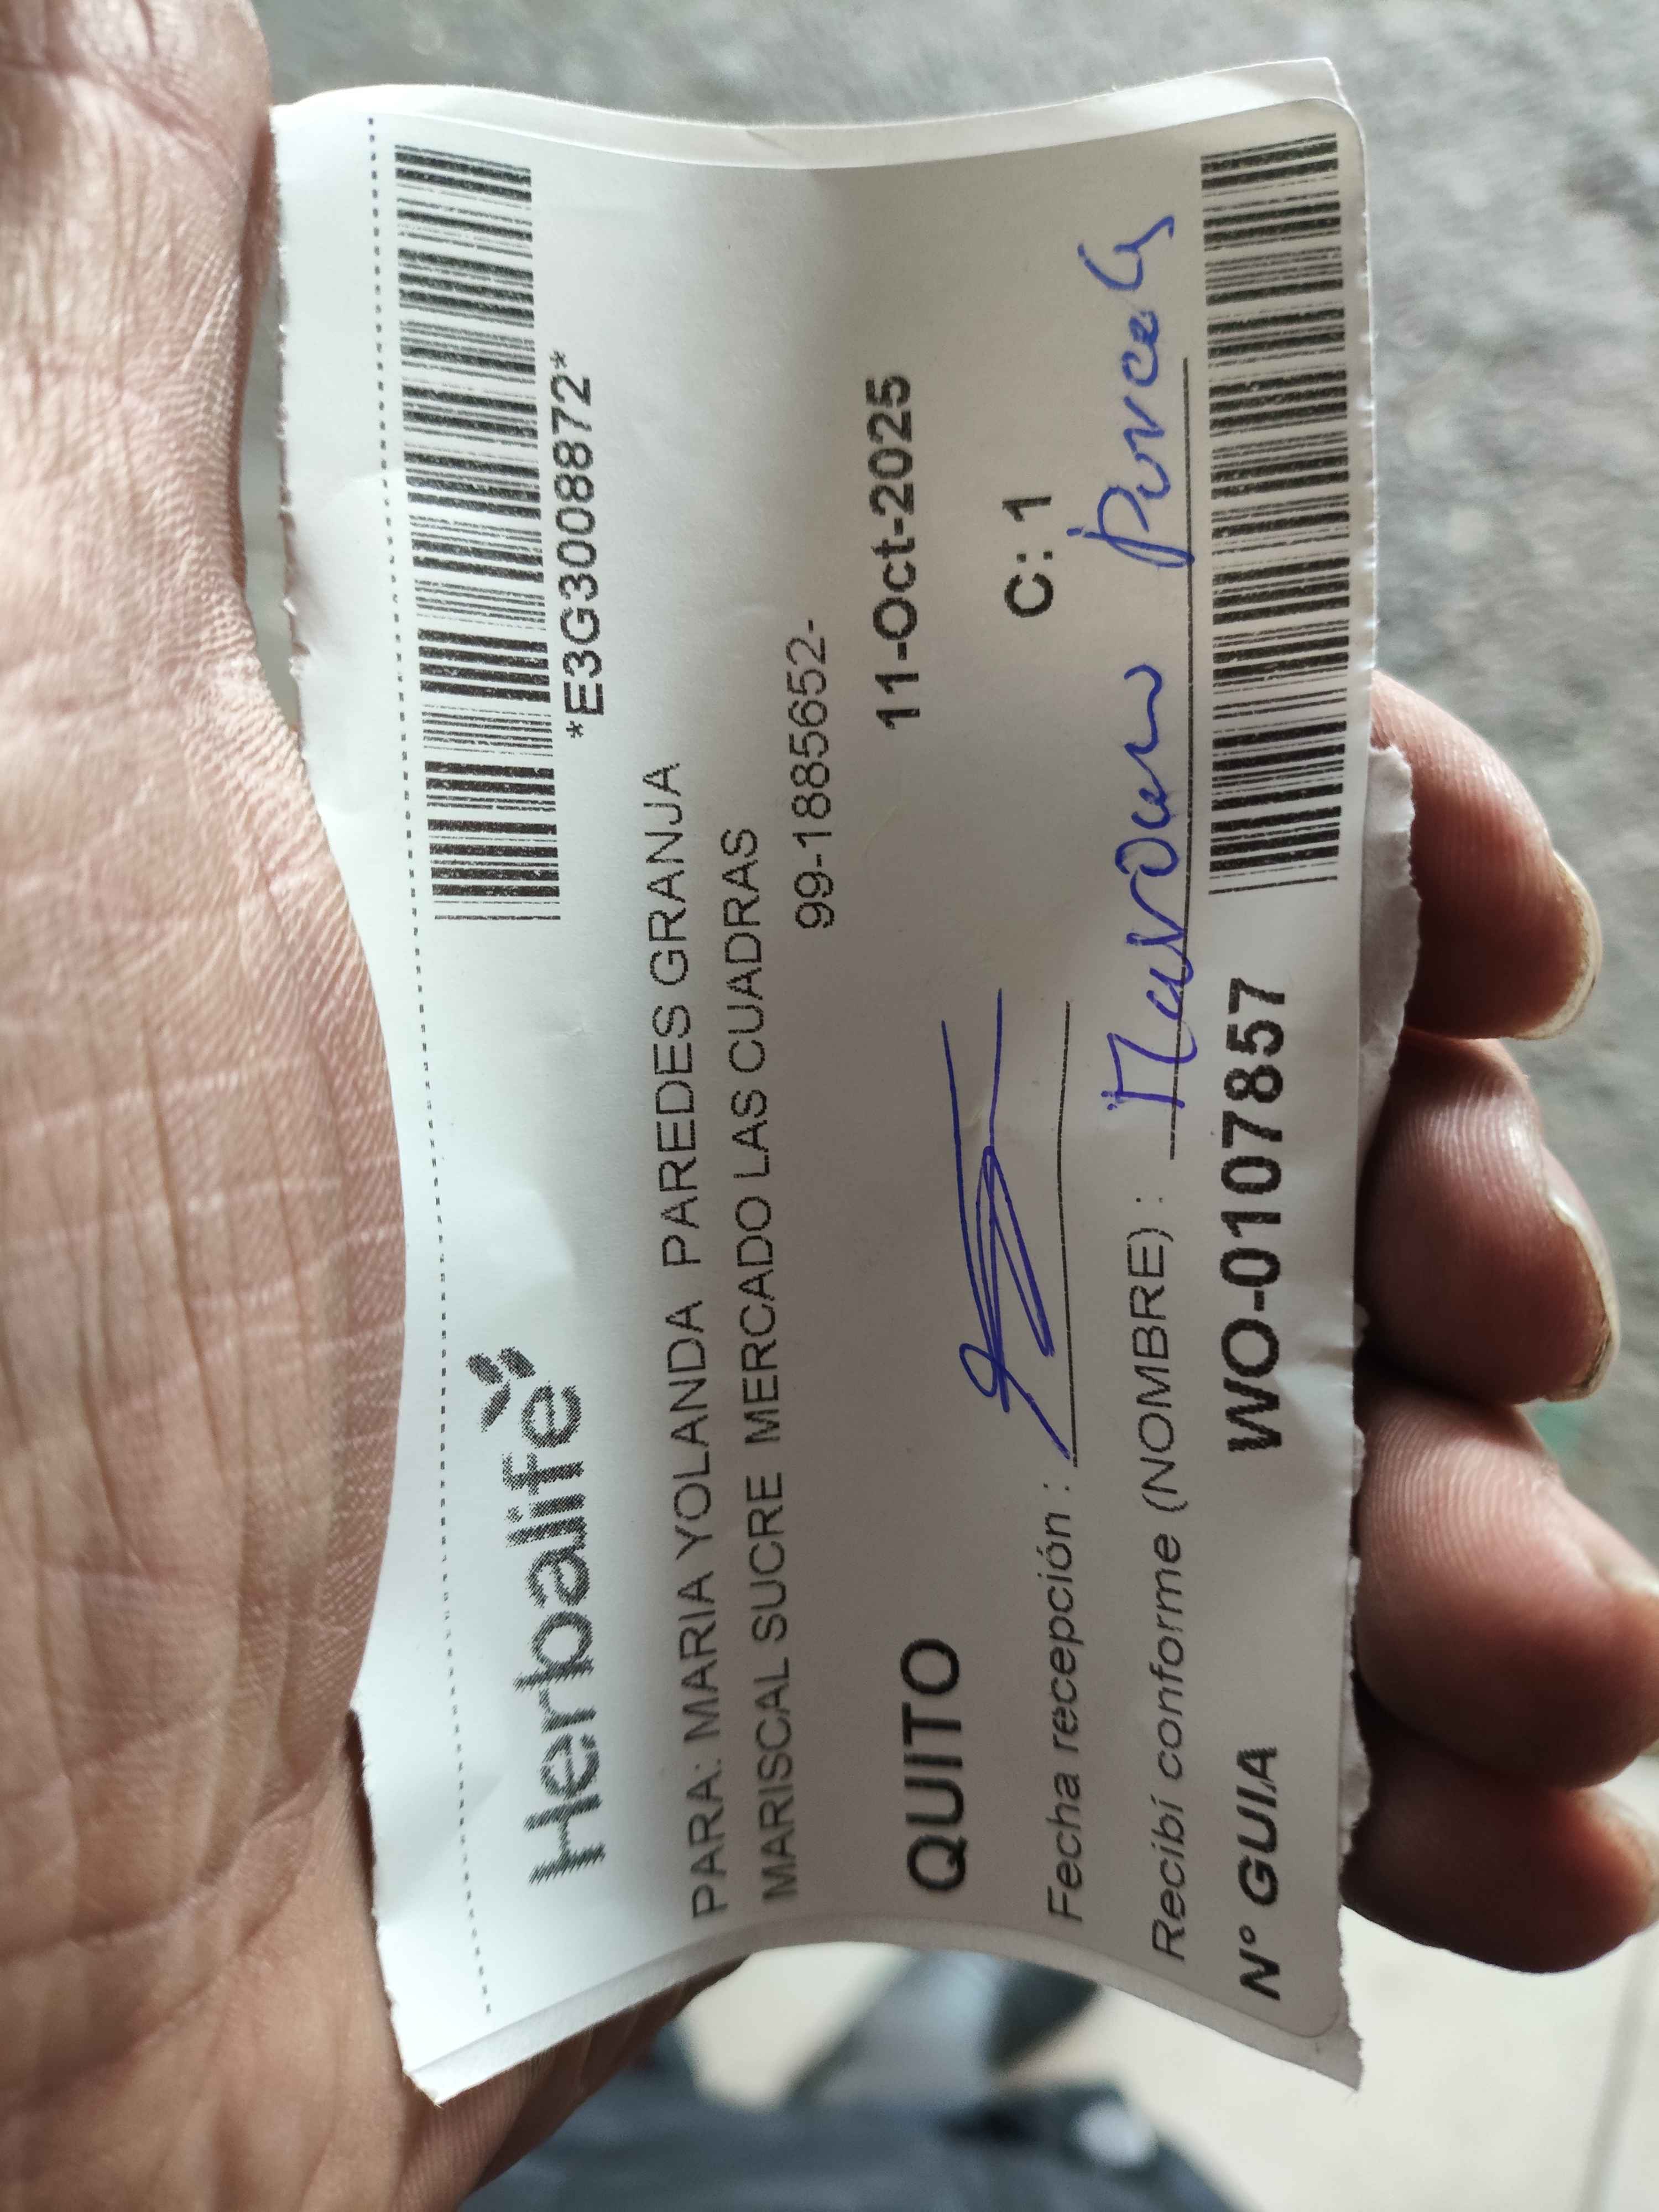 Herbalife
*E3G3008872*
PARA: MARIA YOLANDA PAREDES GRANJA
MARISCAL SUCRE MERCADO LAS CUADRAS
99-1885652-
QUITO 11-Oct-2025
Fecha recepción : C: 1
Recibí conforme (NOMBRE) :
Nº GUIA WO-0107857